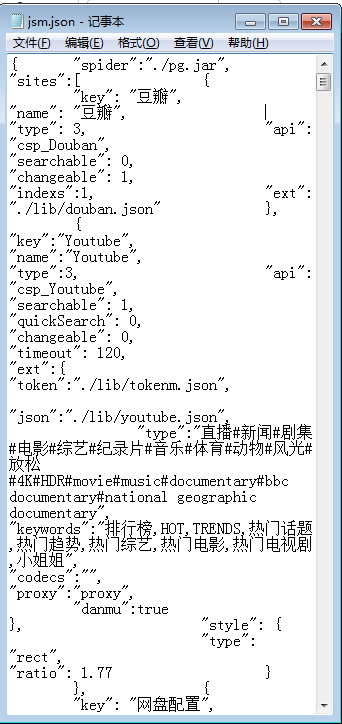 jsm.json - 记事本
文件(F) 编辑(E) 格式(O) 查看(V) 帮助(H)
{ "spider":"./pg.jar",
"sites":[ {
"key": "豆瓣",
"name": "豆瓣",
"type": 3, "api":
"csp_Douban",
"searchable": 0,
"changeable": 1,
"indexs":1, "ext":
"./lib/douban.json" },
{
"key":"Youtube",
"name":"Youtube",
"type":3, "api":
"csp_Youtube",
"searchable": 1,
"quickSearch": 0,
"changeable": 0,
"timeout": 120,
"ext":{
"token":"./lib/tokenm.json",
"json":"./lib/youtube.json",
"type":"直播#新闻#剧集
#电影#综艺#纪录片#音乐#体育#动物#风光#
放松
#4K#HDR#movie#music#documentary#bbc
documentary#national geographic
documentary",
"keywords":"排行榜,HOT,TRENDS,热门话题
,热门趋势,热门综艺,热门电影,热门电视剧
,小姐姐",
"codecs":"",
"proxy":"proxy",
"danmu":true
}, "style": {
"type":
"rect",
"ratio": 1.77 }
}, {
"key": "网盘配置",